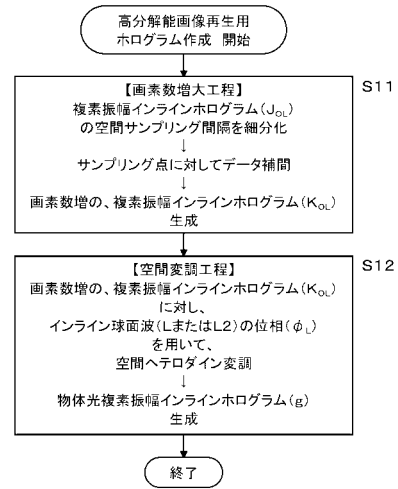 高分解能画像再生用
ホログラム作成 開始
S11
【画素数増大工程】
複素振幅インラインホログラム(JOL)
の空間サンプリング間隔を細分化
↓
サンプリング点に対してデータ補間
↓
画素数増の、複素振幅インラインホログラム(KOL)
生成
S12
【空間変調工程】
画素数増の、複素振幅インラインホログラム(KOL)
に対し、
インライン球面波(LまたはL2)の位相(φL)
を用いて、
空間ヘテロダイン変調
↓
物体光複素振幅インラインホログラム(g)
生成
終了